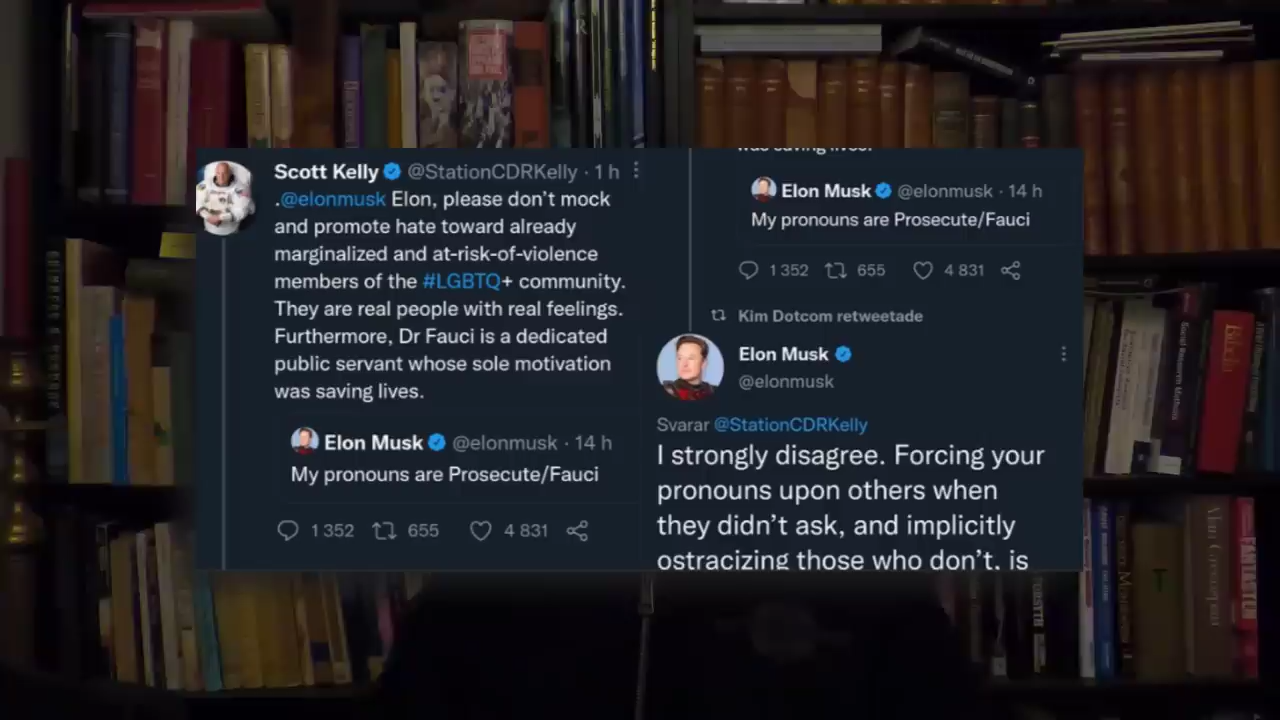 Scott Kelly @StationCDRKelly · 1 h
.@elonmusk Elon, please don’t mock
and promote hate toward already
marginalized and at-risk-of-violence
members of the #LGBTQ+ community.
They are real people with real feelings.
Furthermore, Dr Fauci is a dedicated
public servant whose sole motivation
was saving lives.
Elon Musk @elonmusk · 14 h
My pronouns are Prosecute/Fauci
1 352 655 4 831
was saving lives.
Elon Musk @elonmusk · 14 h
My pronouns are Prosecute/Fauci
1 352 655 4 831
Kim Dotcom retweetade
Elon Musk
@elonmusk
Svarar @StationCDRKelly
I strongly disagree. Forcing your
pronouns upon others when
they didn’t ask, and implicitly
ostracizing those who don’t, is
FANTASTIC